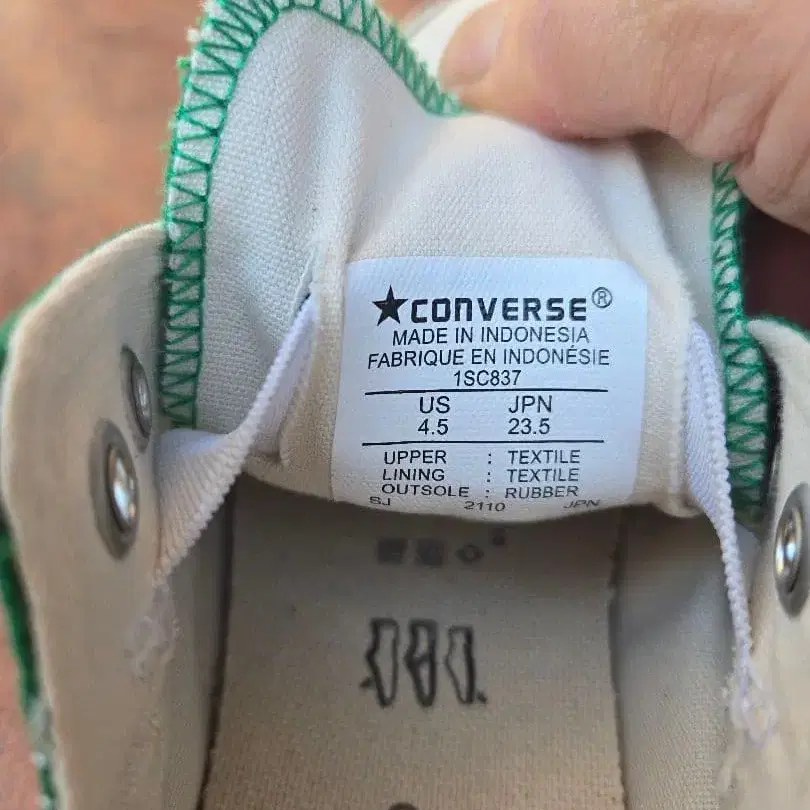 ★CONVERSE®
MADE IN INDONESIA
FABRIQUE EN INDONÉSIE
1SC837
US JPN
4.5 23.5
UPPER : TEXTILE
LINING : TEXTILE
OUTSOLE : RUBBER
SJ 2110 JPN